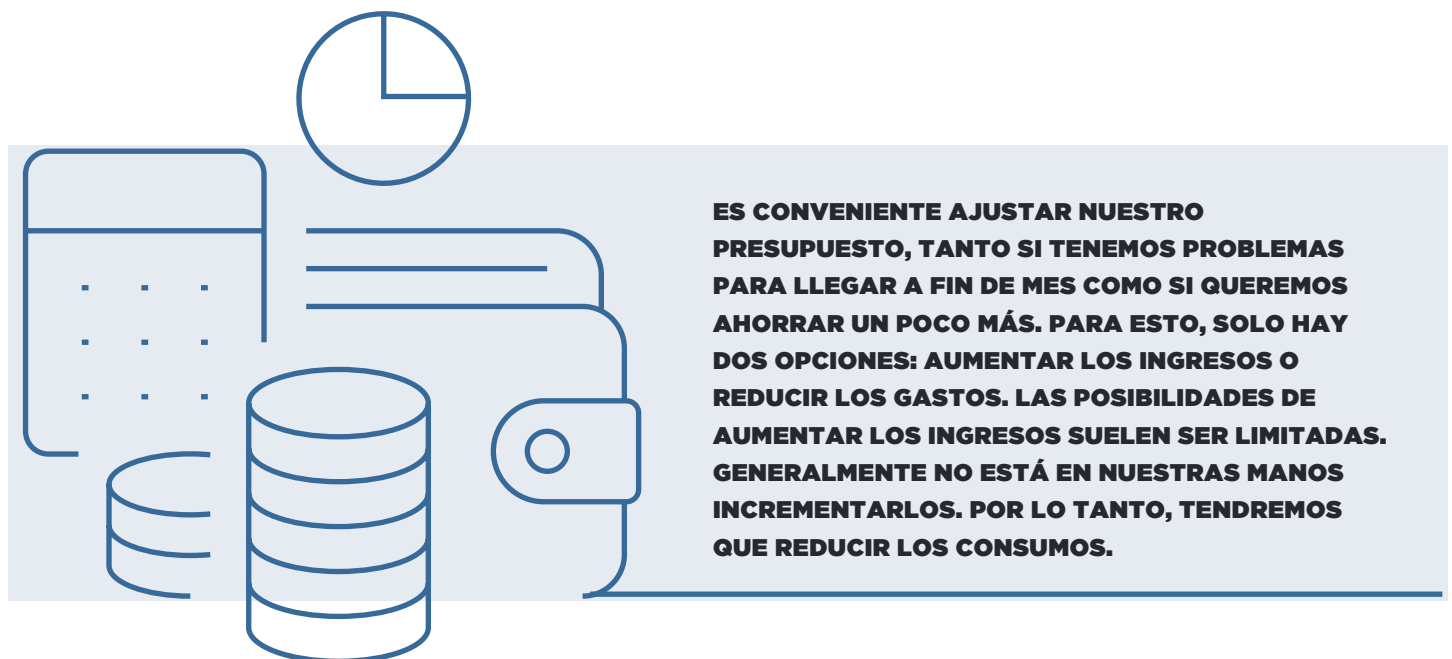 ES CONVENIENTE AJUSTAR NUESTRO
PRESUPUESTO, TANTO SI TENEMOS PROBLEMAS
PARA LLEGAR A FIN DE MES COMO SI QUEREMOS
AHORRAR UN POCO MÁS. PARA ESTO, SOLO HAY
DOS OPCIONES: AUMENTAR LOS INGRESOS O
REDUCIR LOS GASTOS. LAS POSIBILIDADES DE
AUMENTAR LOS INGRESOS SUELEN SER LIMITADAS.
GENERALMENTE NO ESTÁ EN NUESTRAS MANOS
INCREMENTARLOS. POR LO TANTO, TENDREMOS
QUE REDUCIR LOS CONSUMOS.